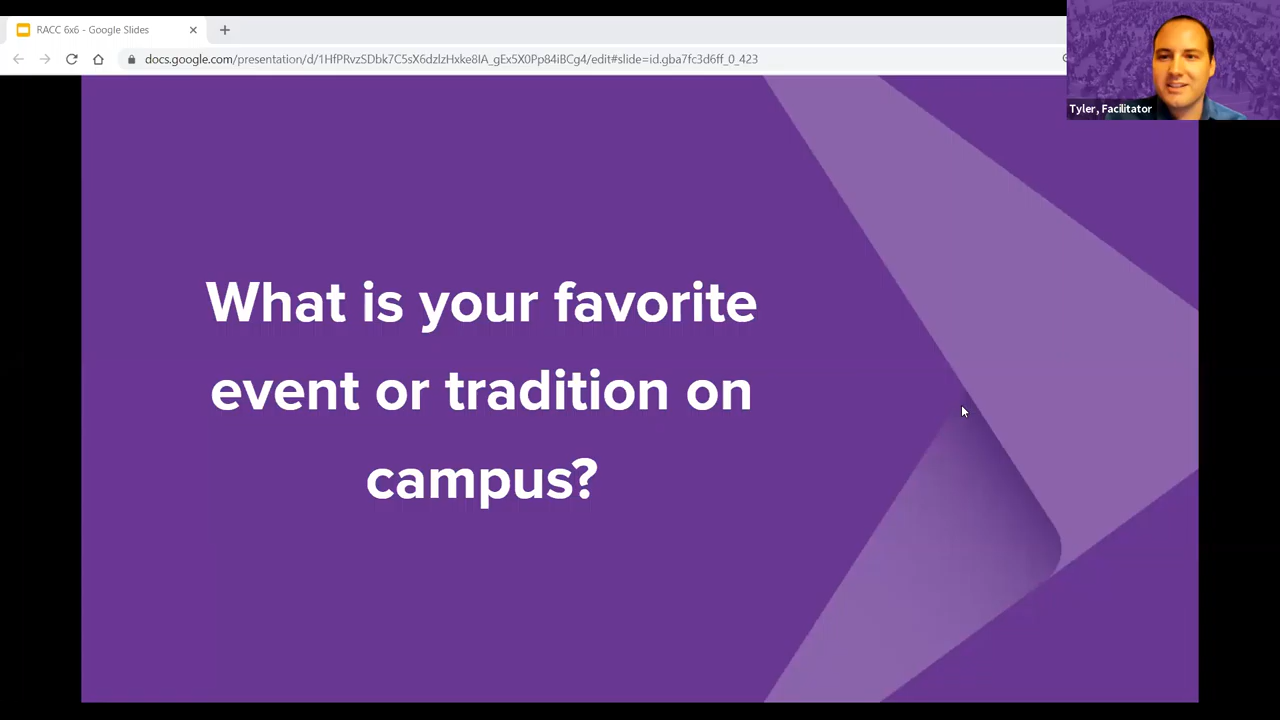 RACC 6x6 - Google Slides
docs.google.com/presentation/d/1HfPRvzSDbk7C5sX6dzlzHxbe0IA_wEx5X0Pp84iBCg4/edit#slide=id.gba7fc3d6ff_0_423
Tyler, Facilitator
What is your favorite
event or tradition on
campus?